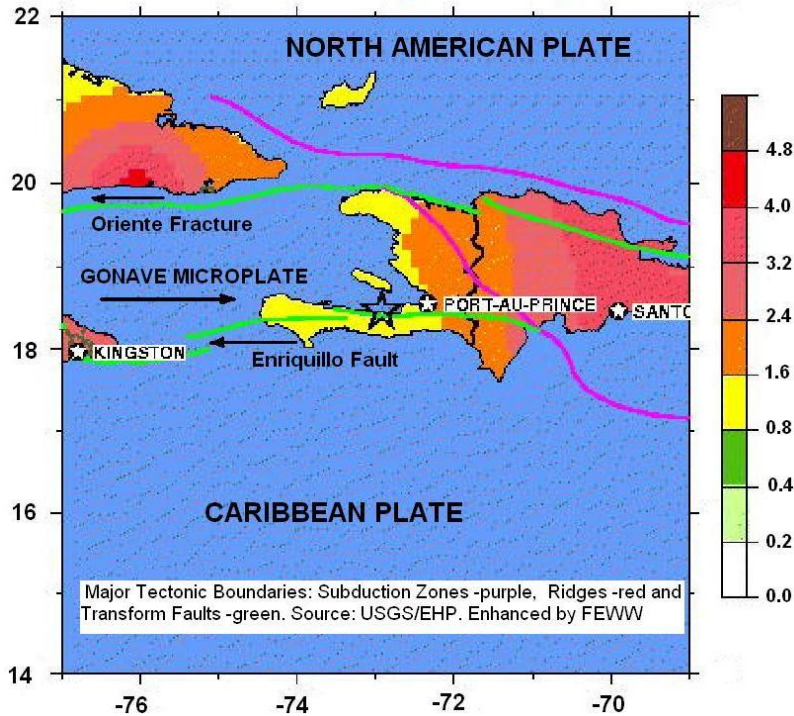 22
NORTH AMERICAN PLATE
4.8
20
4.0
Oriente Fracture
3.2
GONAVE MICROPLATE
PORT-AU-PRINCE
SANTO
2.4
18
KINGSTON
Enriquillo Fault
1.6
0.8
16
CARIBBEAN PLATE
0.4
0.2
Major Tectonic Boundaries: Subduction Zones -purple, Ridges -red and
Transform Faults -green. Source: USGS/EHP. Enhanced by FEWW
0.0
14
-76
-74
-72
-70